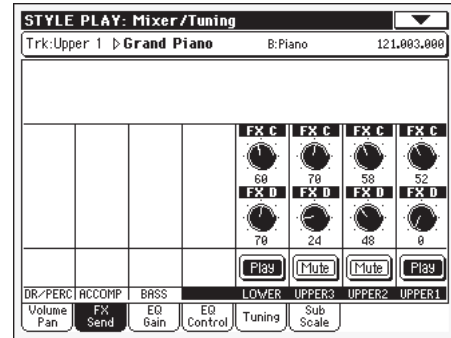 STYLE PLAY: Mixer/Tuning
Trk:Upper 1 ▷Grand Piano B:Piano 121.003.000
FX C FX C FX C FX C
60 70 58 52
FX D FX D FX D FX D
70 24 48 0
Play Mute Mute Play
DR/PERC ACCOMP BASS LOWER UPPER3 UPPER2 UPPER1
Volume Pan FX Send EQ Gain EQ Control Tuning Sub Scale